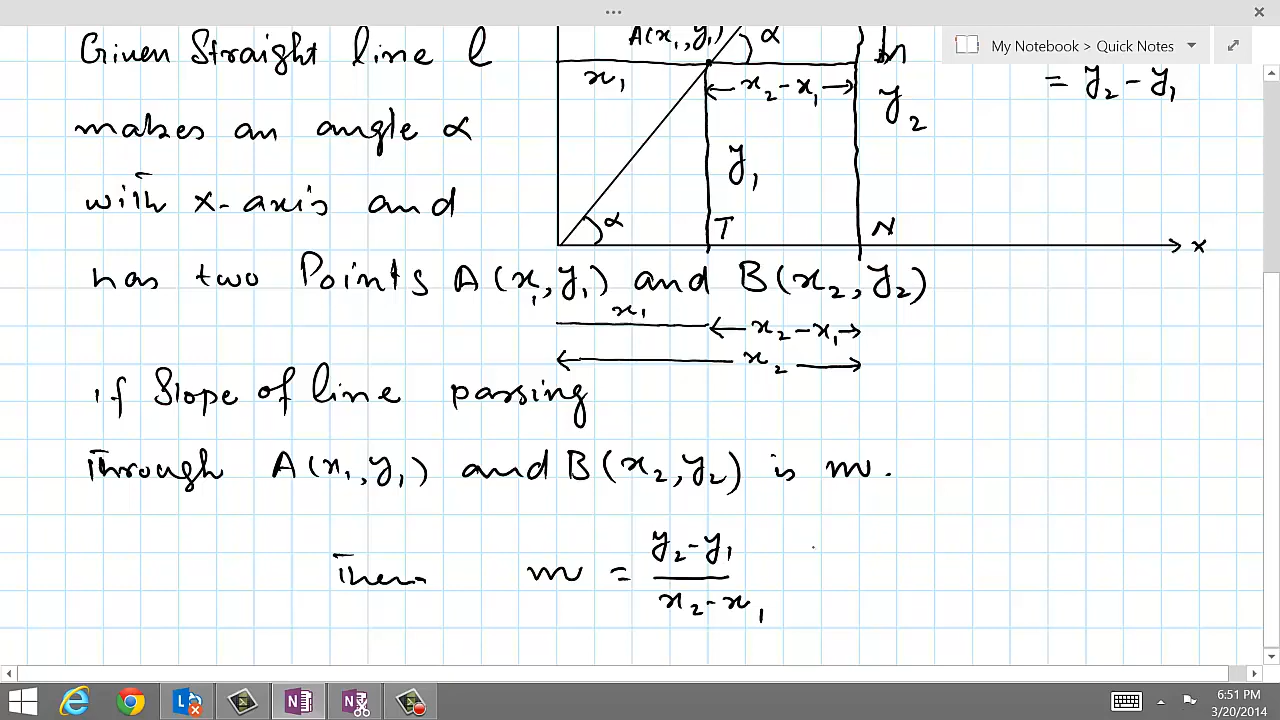 ...
×
My Notebook > Quick Notes
A(x₁,y₁) α
Given Straight line l
x₁
x₂-x₁
= y₂-y₁
y₂
makes an angle α
y₁
with x-axis and
α
T
N
x
has two Points A(x₁,y₁) and B(x₂,y₂)
x₁
x₂-x₁
x₂
if Slope of line passing
Through A(x₁,y₁) and B(x₂,y₂) is m.
Then m = y₂-y₁ / x₂-x₁
6:51 PM
3/20/2014